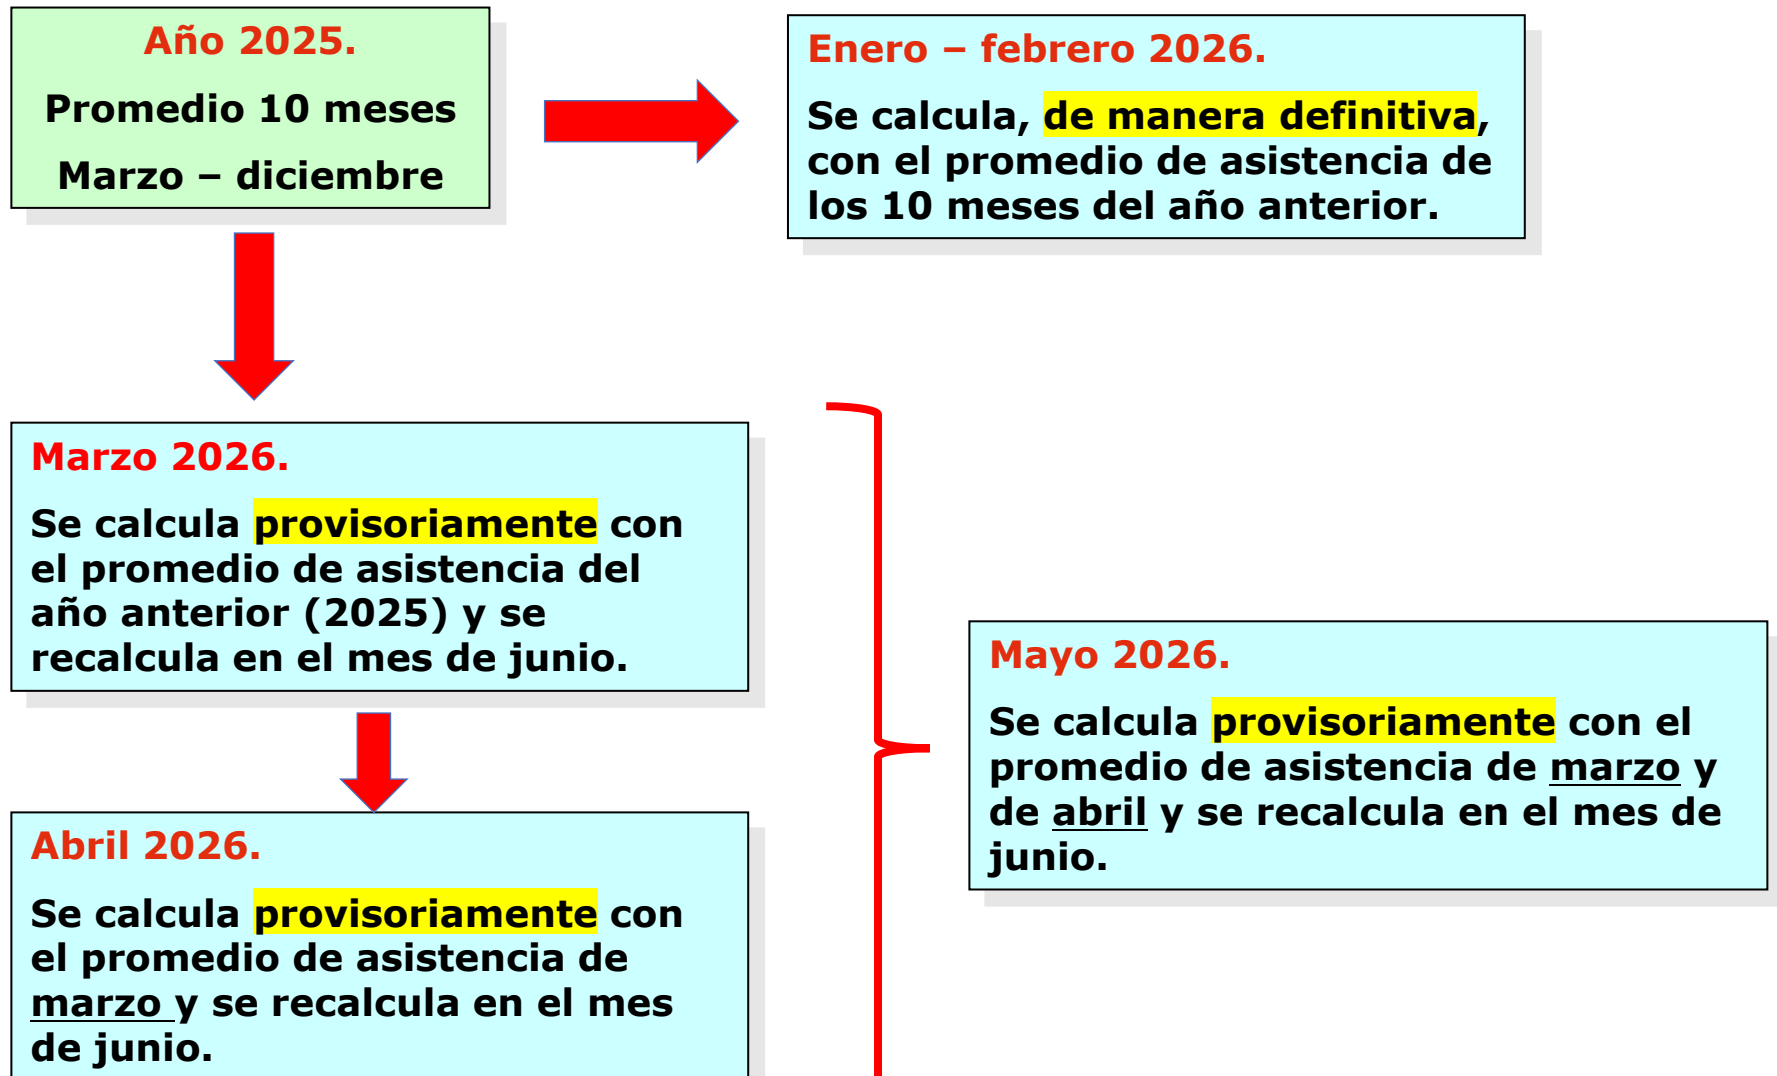 Año 2025.
Promedio 10 meses
Marzo – diciembre
Enero – febrero 2026.
Se calcula, de manera definitiva,
con el promedio de asistencia de
los 10 meses del año anterior.
Marzo 2026.
Se calcula provisoriamente con
el promedio de asistencia del
año anterior (2025) y se
recalcula en el mes de junio.
Abril 2026.
Se calcula provisoriamente con
el promedio de asistencia de
marzo y se recalcula en el mes
de junio.
Mayo 2026.
Se calcula provisoriamente con el
promedio de asistencia de marzo y
de abril y se recalcula en el mes de
junio.